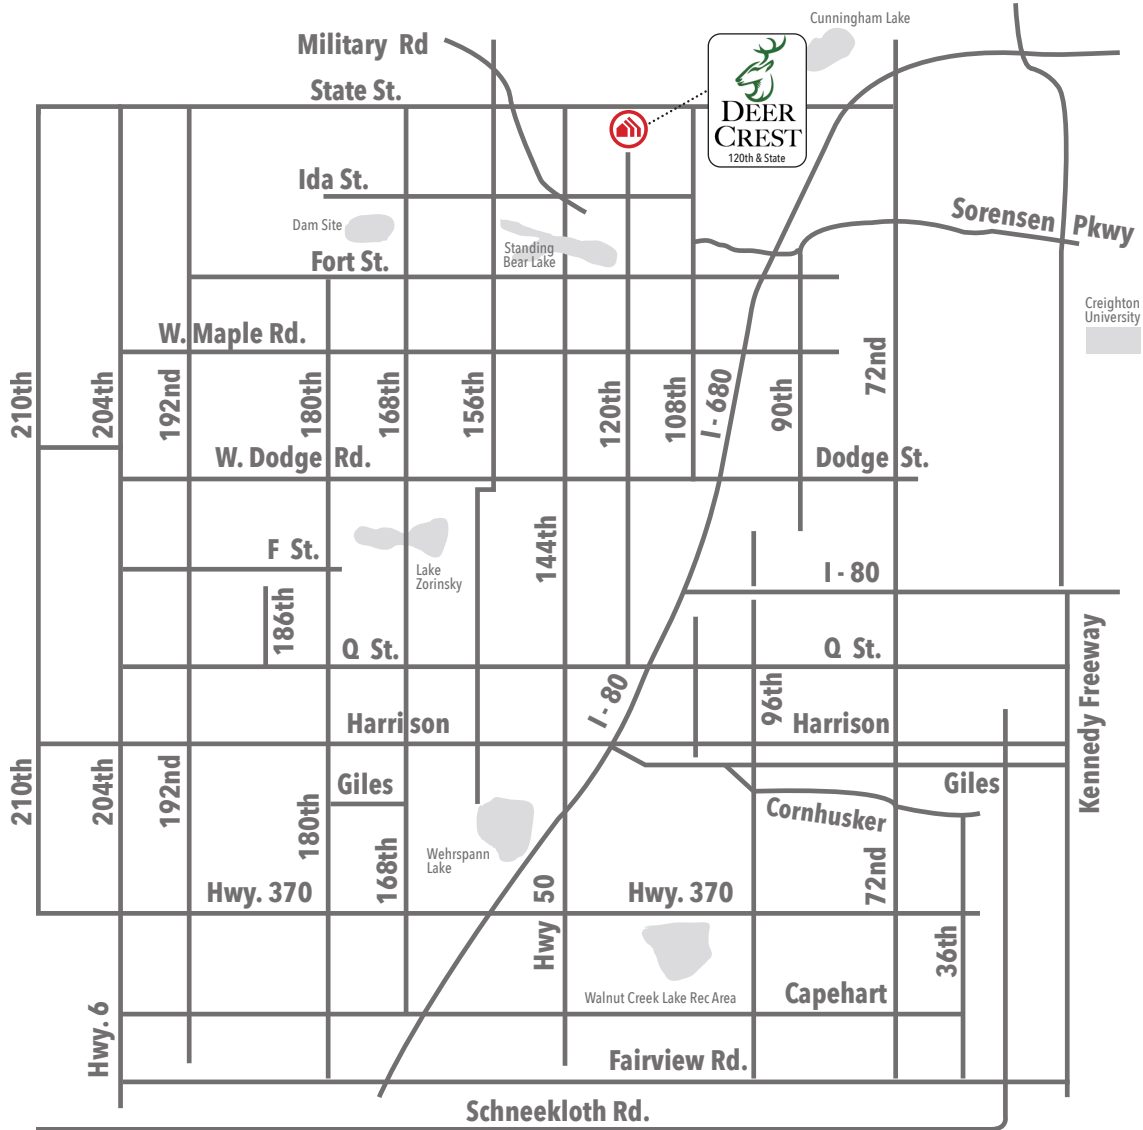 Cunningham Lake
Military Rd
State St.
DEER
CREST
120th & State
Ida St.
Dam Site
Standing
Bear Lake
Sorensen Pkwy
Fort St.
Creighton
University
W. Maple Rd.
210th
204th
192nd
180th
168th
156th
120th
108th
I - 680
90th
72nd
W. Dodge Rd.
Dodge St.
144th
F St.
Lake
Zorinsky
I - 80
186th
Q St.
Q St.
I - 80
96th
Kennedy Freeway
Harrison
Harrison
210th
204th
192nd
180th
Giles
Giles
Cornhusker
168th
Wehrspann
Lake
72nd
Hwy. 370
Hwy 50
Hwy. 370
36th
Walnut Creek Lake Rec Area
Capehart
Hwy. 6
Fairview Rd.
Schneekloth Rd.